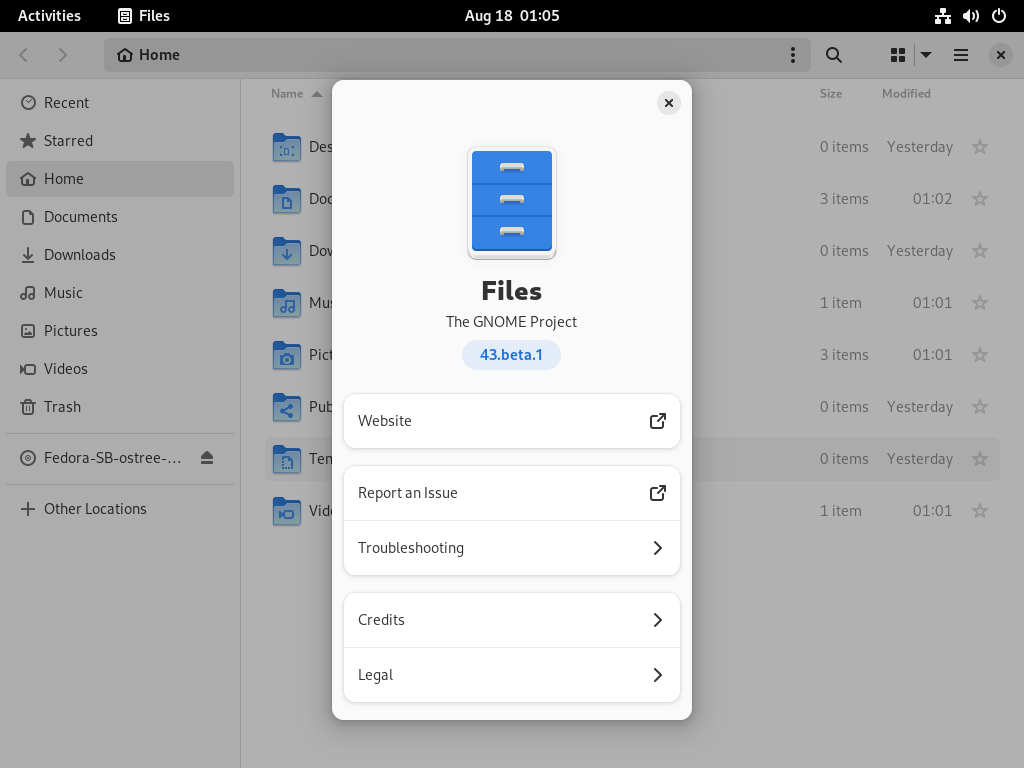 Activities Files Aug 18 01:05
Home
Name Size Modified
Recent
Starred
Home
Documents
Downloads
Music
Pictures
Videos
Trash
Fedora-SB-ostree-…
Other Locations
Des 0 items Yesterday
Doc 3 items 01:02
Dow 0 items Yesterday
Mus 1 item 01:01
Pict 3 items 01:01
Pub 0 items Yesterday
Tem 0 items Yesterday
Vide 1 item 01:01
Files
The GNOME Project
43.beta.1
Website
Report an Issue
Troubleshooting
Credits
Legal